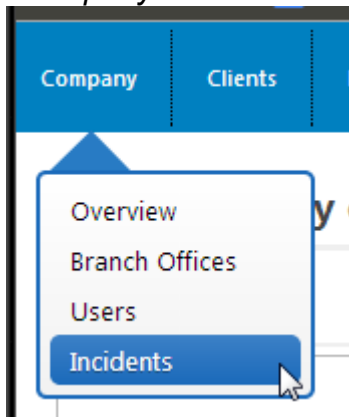 Company Clients
Overview
Branch Offices
Users
Incidents